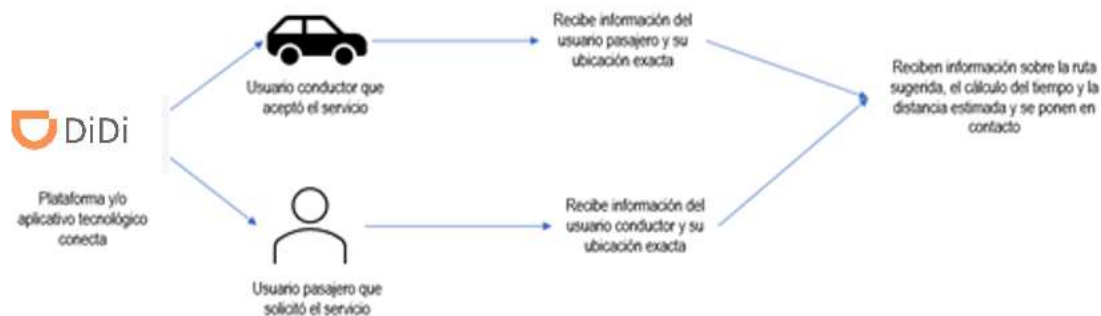 DiDi
Plataforma y/o
aplicativo tecnológico
conecta
Usuario conductor que
aceptó el servicio
Recibe información del
usuario pasajero y su
ubicación exacta
Usuario pasajero que
solicitó el servicio
Recibe información del
usuario conductor y su
ubicación exacta
Reciben información sobre la ruta
sugerida, el cálculo del tiempo y la
distancia estimada y se ponen en
contacto